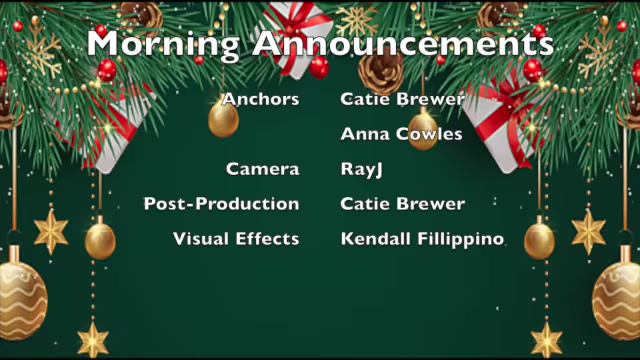 Morning Announcements
Anchors Catie Brewer
Anna Cowles
Camera RayJ
Post-Production Catie Brewer
Visual Effects Kendall Fillippino